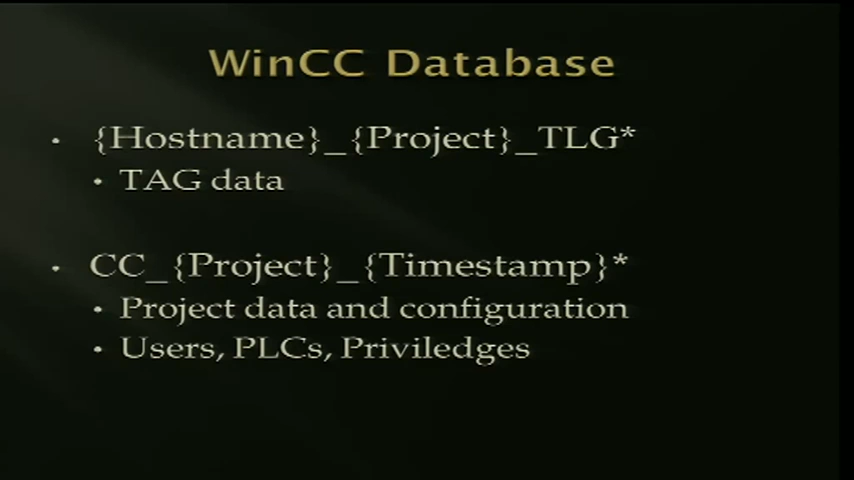 WinCC Database
• {Hostname}_{Project}_TLG*
• TAG data
• CC_{Project}_{Timestamp}*
• Project data and configuration
• Users, PLCs, Priviledges